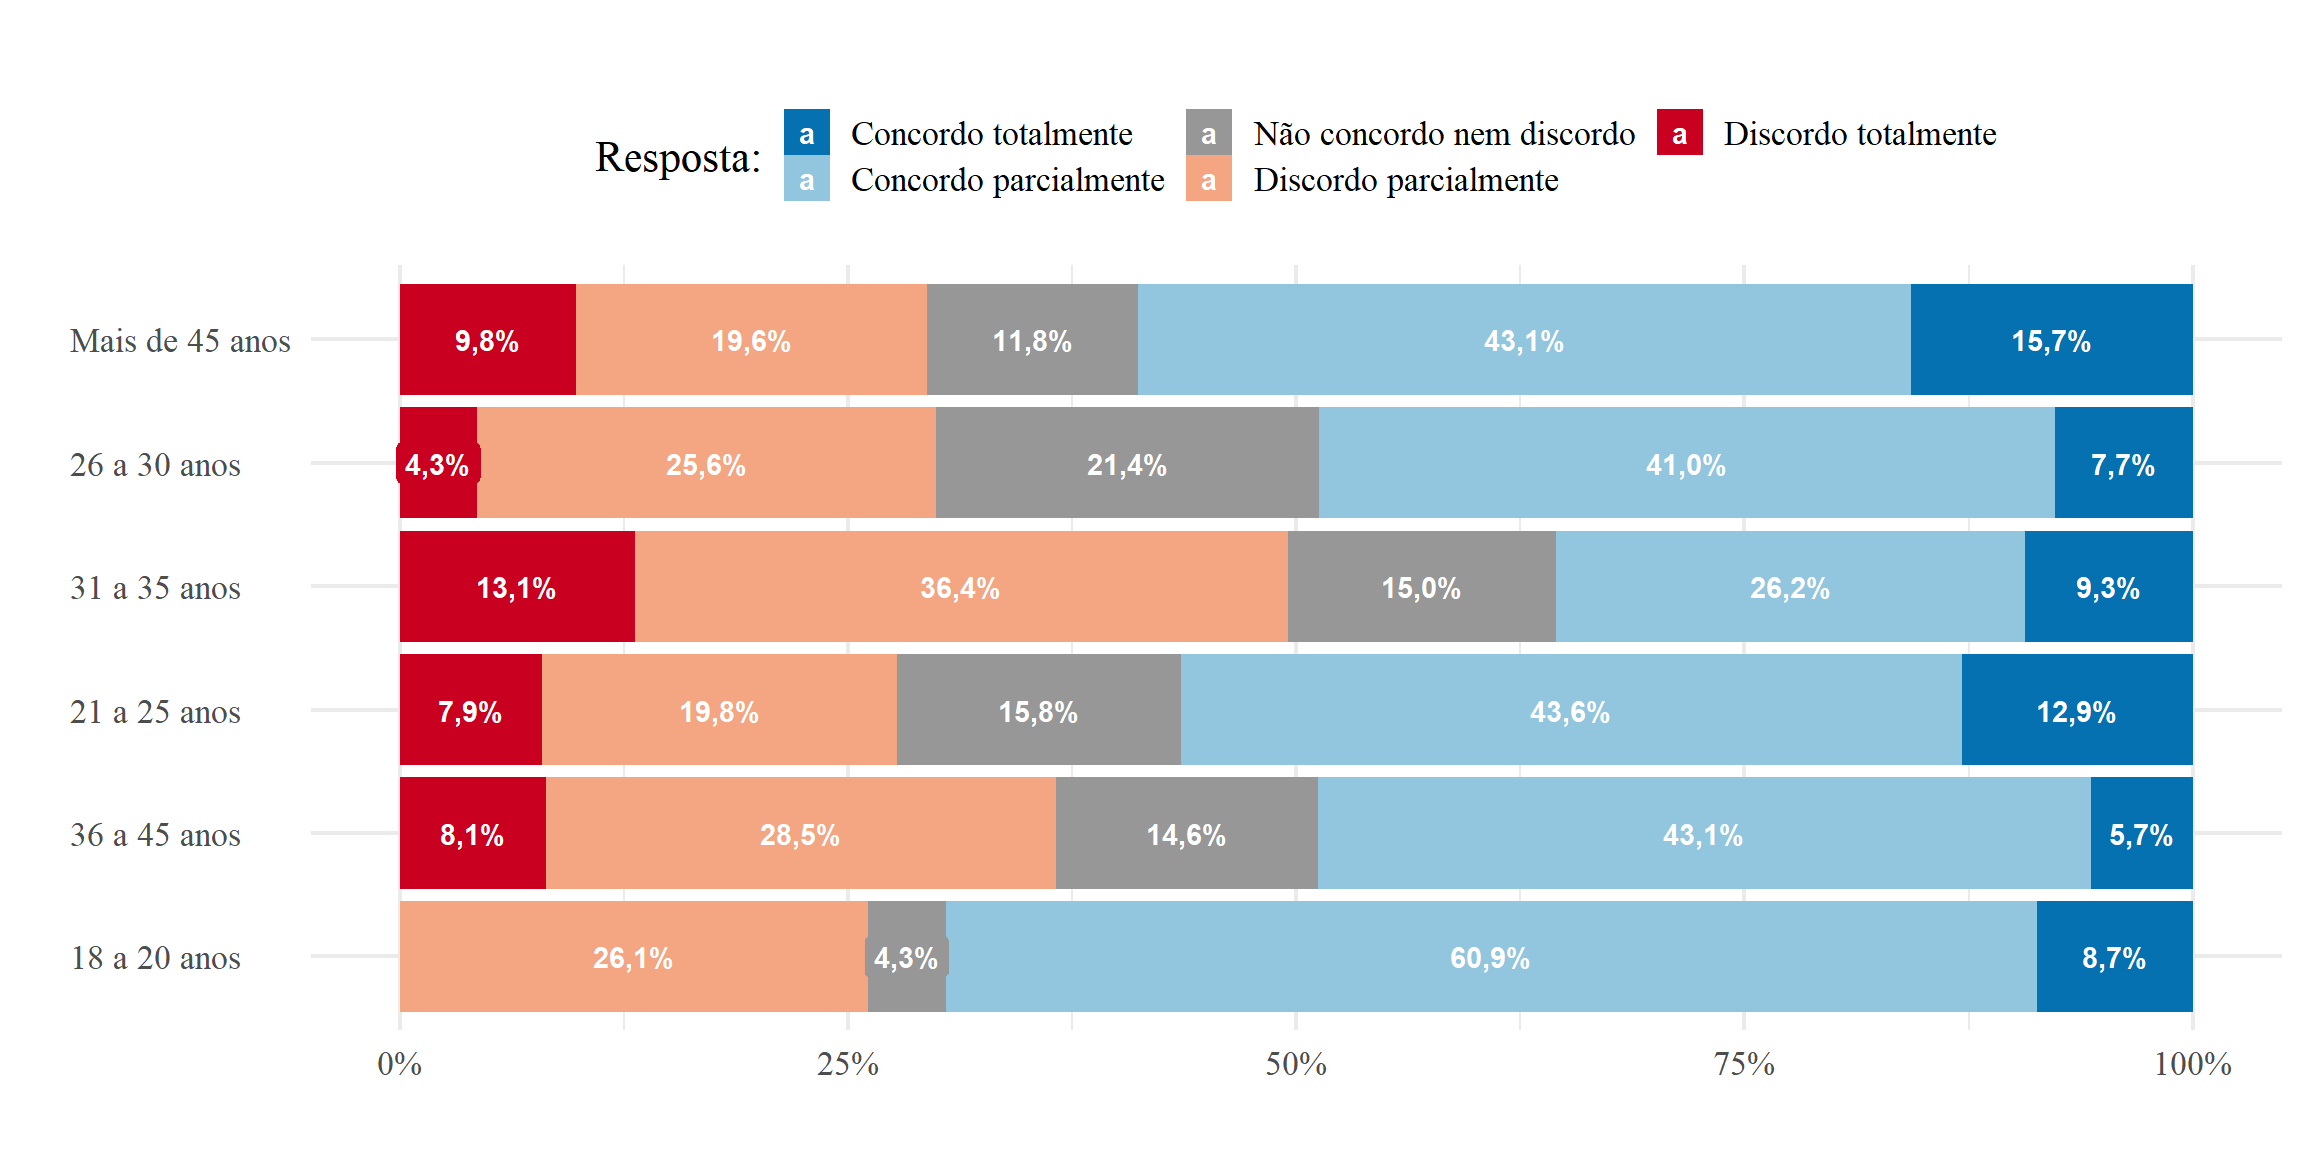 Resposta:
a Concordo totalmente a Não concordo nem discordo a Discordo totalmente
a Concordo parcialmente a Discordo parcialmente
Mais de 45 anos 9,8% 19,6% 11,8% 43,1% 15,7%
26 a 30 anos 4,3% 25,6% 21,4% 41,0% 7,7%
31 a 35 anos 13,1% 36,4% 15,0% 26,2% 9,3%
21 a 25 anos 7,9% 19,8% 15,8% 43,6% 12,9%
36 a 45 anos 8,1% 28,5% 14,6% 43,1% 5,7%
18 a 20 anos 26,1% 4,3% 60,9% 8,7%
0% 25% 50% 75% 100%